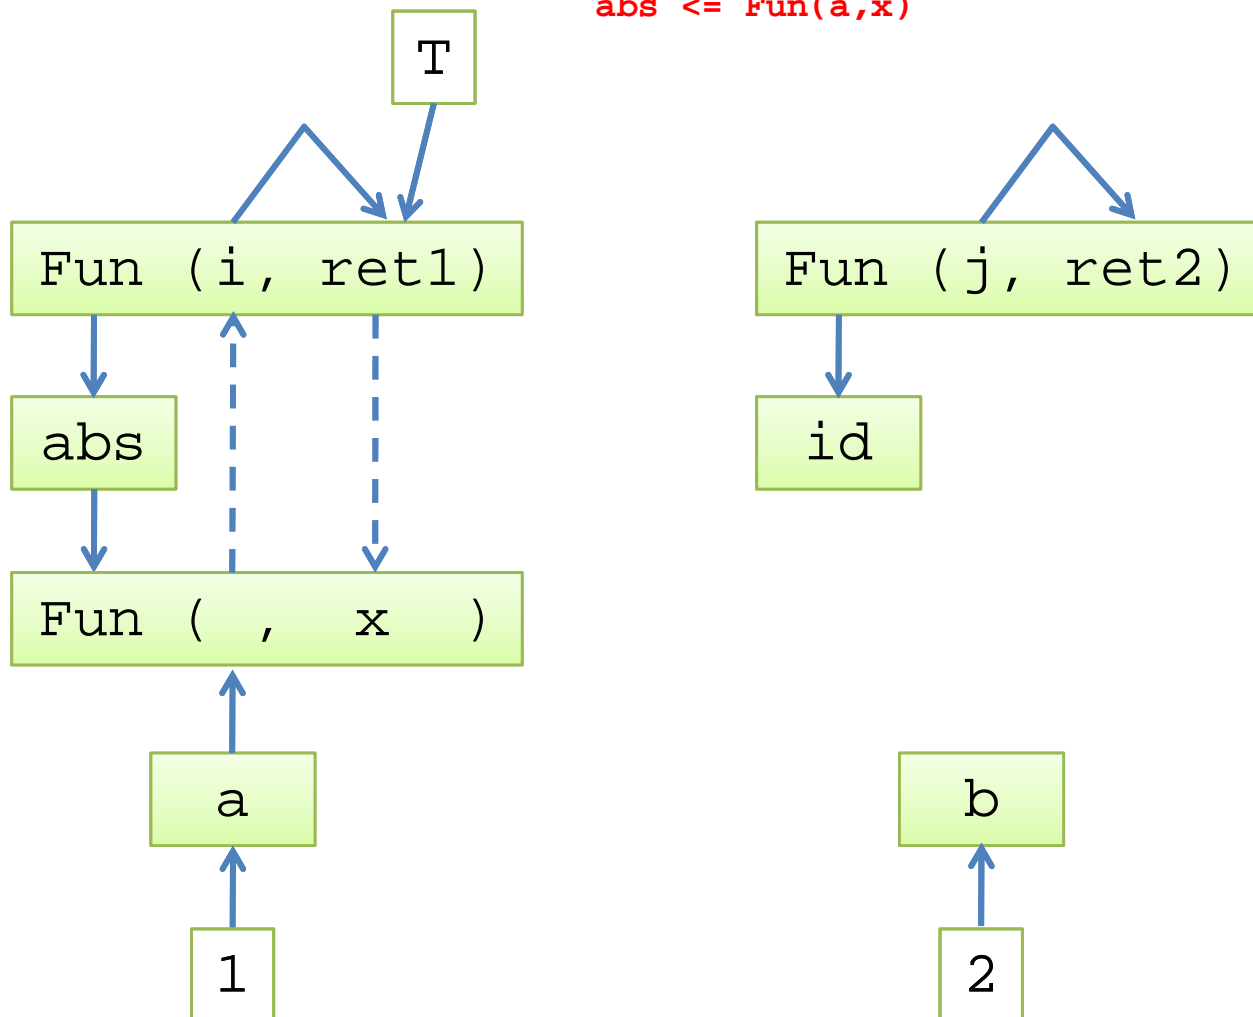 abs <= Fun(a,x)
T
Fun (i, ret1)
Fun (j, ret2)
abs
id
Fun ( , x )
a
b
1
2